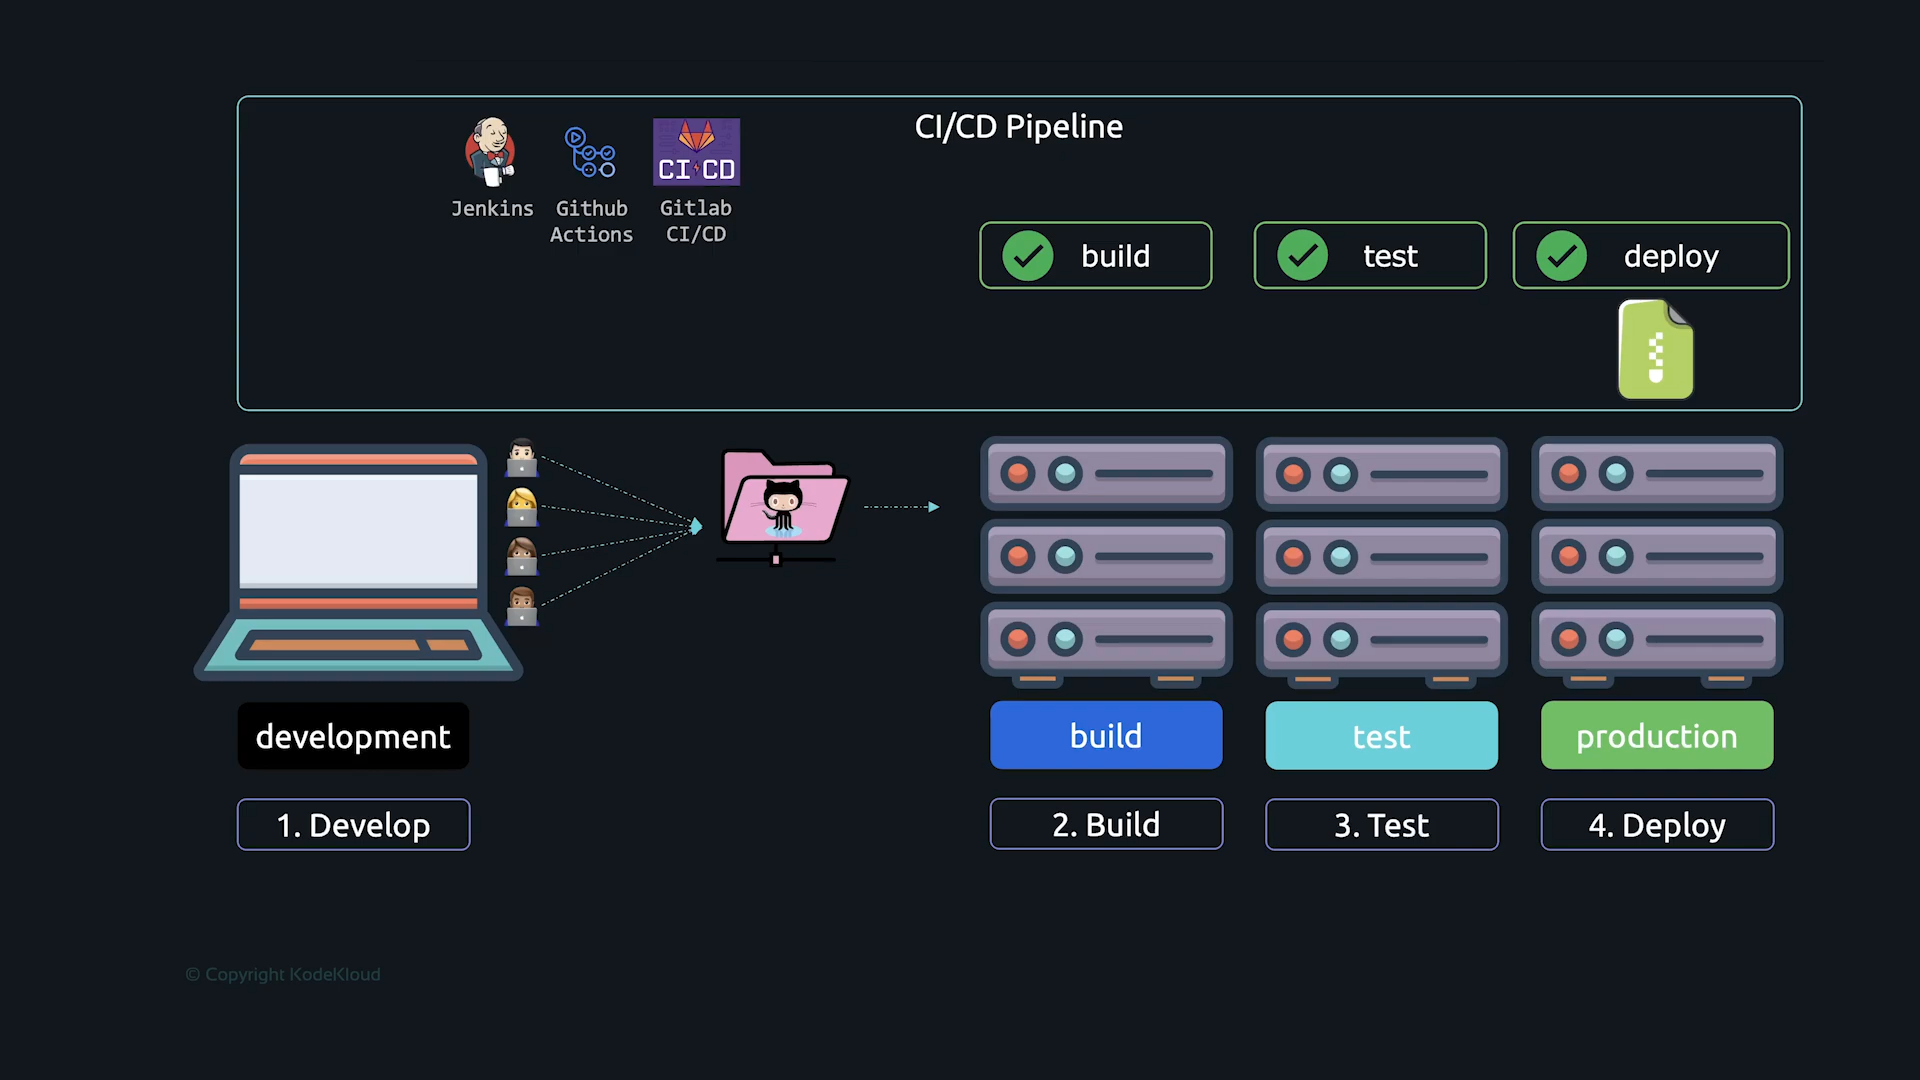 CI/CD Pipeline
CI CD
Jenkins
Github
Actions
Gitlab
CI/CD
build
test
deploy
development
build
test
production
1. Develop
2. Build
3. Test
4. Deploy
© Copyright KodeKloud